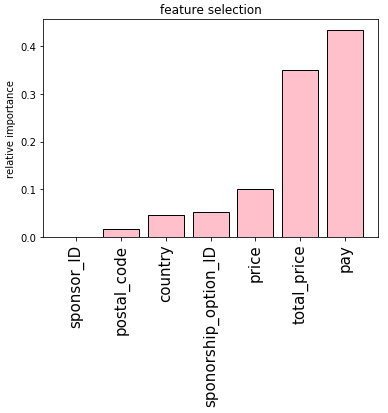 feature selection
relative importance
0.4
0.3
0.2
0.1
0.0
sponsor_ID
postal_code
country
sponorship_option_ID
price
total_price
pay